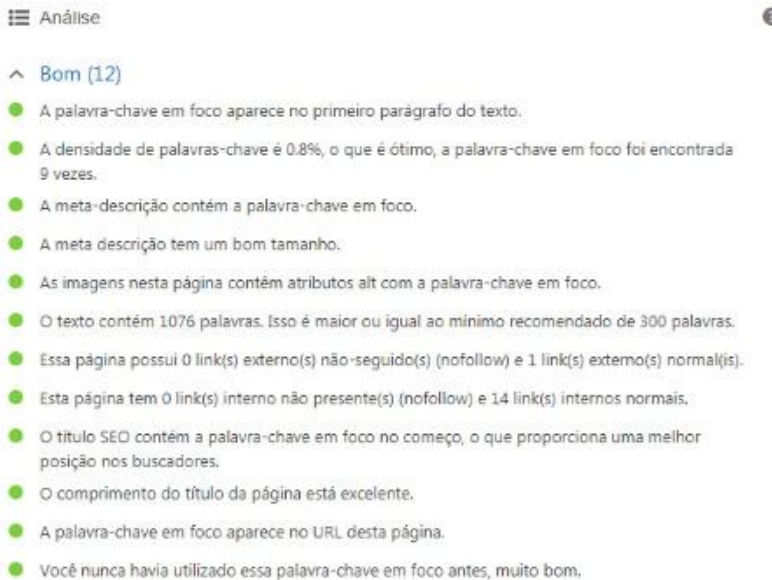 Análise
Bom (12)
A palavra-chave em foco aparece no primeiro parágrafo do texto.
A densidade de palavras-chave é 0.8%, o que é ótimo, a palavra-chave em foco foi encontrada
9 vezes.
A meta-descrição contém a palavra-chave em foco.
A meta descrição tem um bom tamanho.
As imagens nesta página contêm atributos alt com a palavra-chave em foco.
O texto contém 1076 palavras. Isso é maior ou igual ao mínimo recomendado de 300 palavras.
Essa página possui 0 link(s) externo(s) não-seguido(s) (nofollow) e 1 link(s) externo(s) normal(is).
Esta página tem 0 link(s) interno não presente(s) (nofollow) e 14 link(s) internos normais.
O título SEO contém a palavra-chave em foco no começo, o que proporciona uma melhor
posição nos buscadores.
O comprimento do título da página está excelente.
A palavra-chave em foco aparece no URL desta página.
Você nunca havia utilizado essa palavra-chave em foco antes, muito bom.